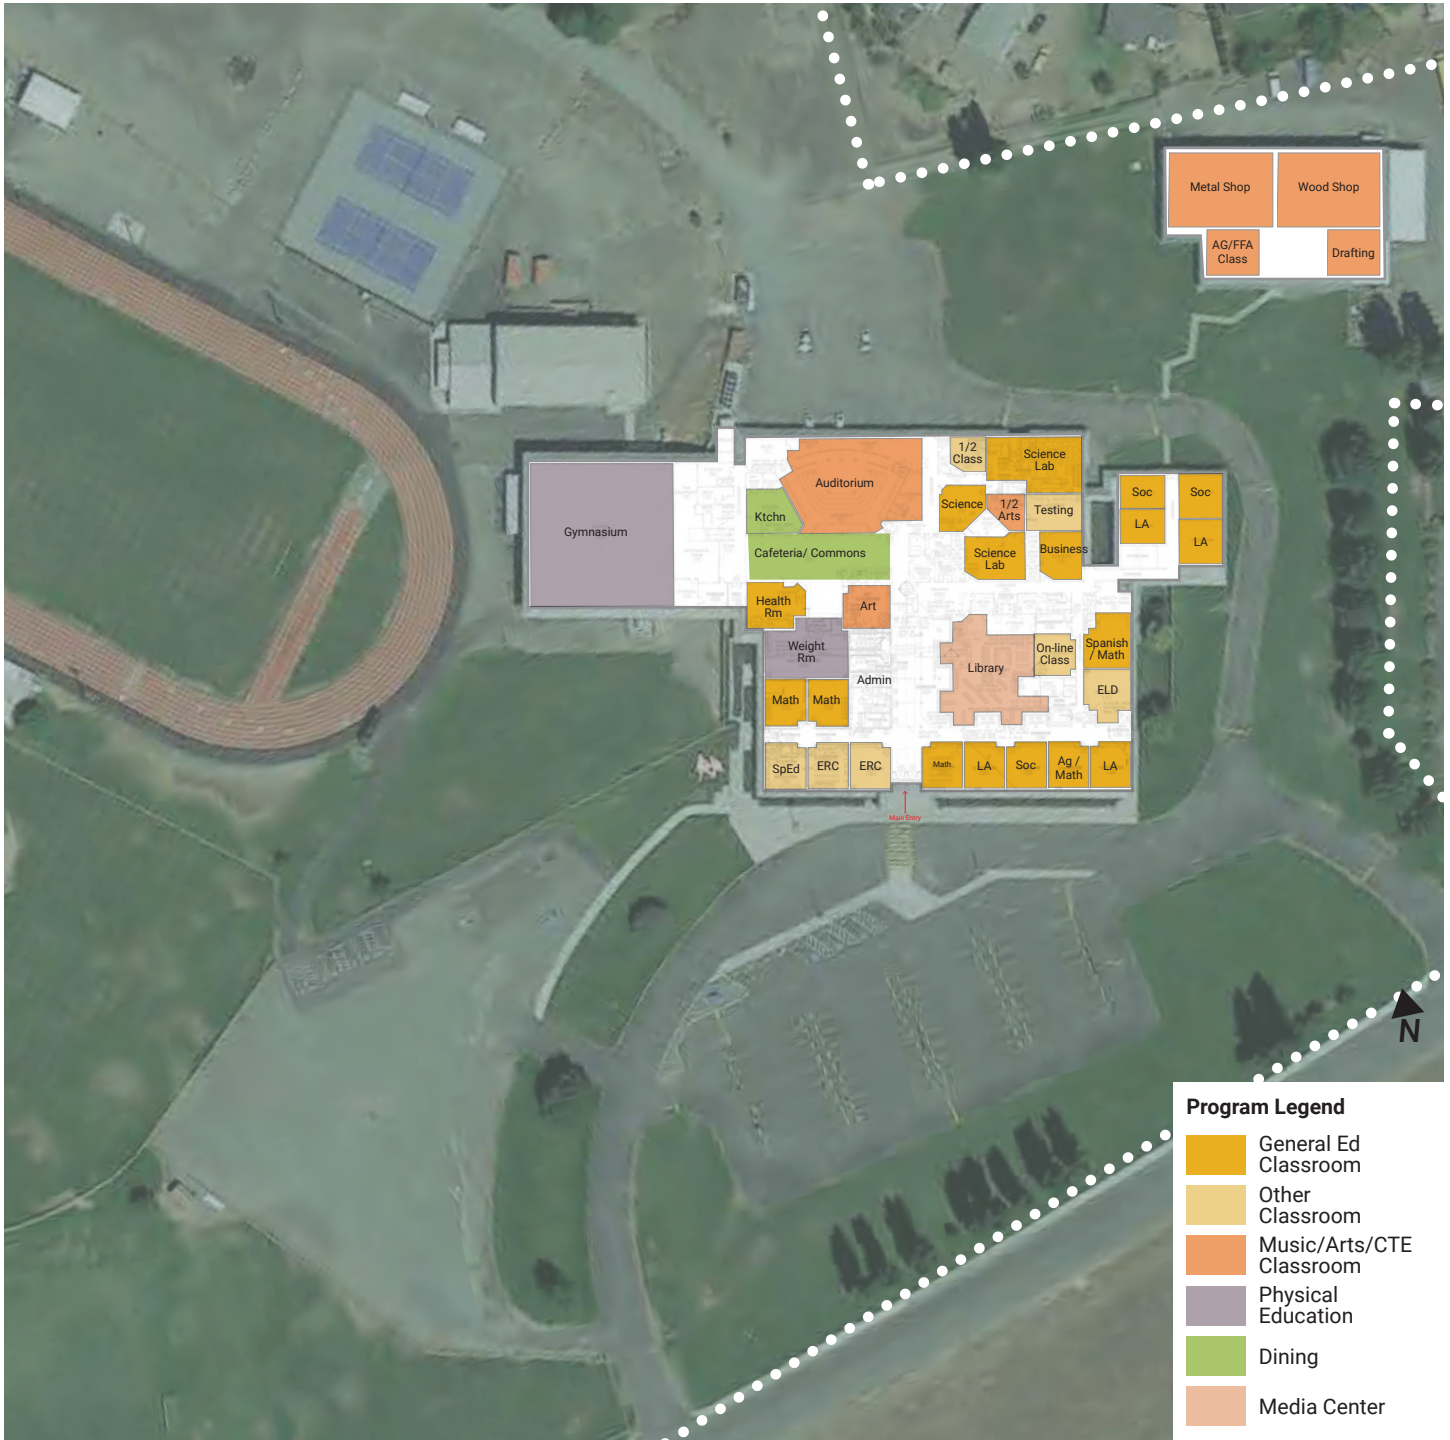 Metal Shop
Wood Shop
AG/FFA
Class
Drafting
1/2
Class
Science
Lab
Auditorium
Gymnasium
Ktchn
Science
1/2
Arts
Testing
Soc
LA
Soc
LA
Cafeteria/ Commons
Science
Lab
Business
Health
Rm
Art
Weight
Rm
Admin
Library
On-line
Class
Spanish
/ Math
ELD
Math
Math
SpEd
ERC
ERC
Math
LA
Soc
Ag /
Math
LA
Main Entry
N
Program Legend
General Ed
Classroom
Other
Classroom
Music/Arts/CTE
Classroom
Physical
Education
Dining
Media Center